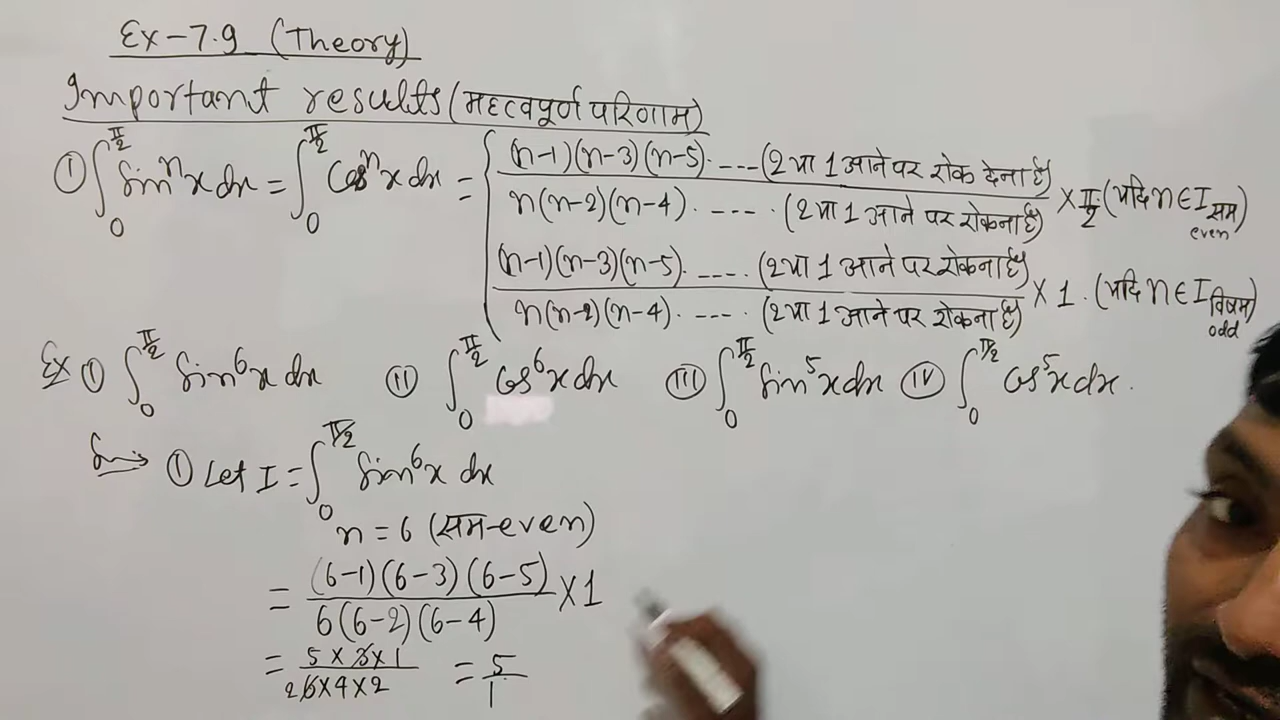 Ex-7.9 (Theory)
Important results (महत्वपूर्ण परिणाम)
① ∫₀^(π/2) Sinⁿx dx = ∫₀^(π/2) Cosⁿx dx = { (n-1)(n-3)(n-5)· ---- (2 या 1 आने पर रोक देना है) / n(n-2)(n-4)· ---- · (2 या 1 आने पर रोकना है) × π/2 (यदि n ∈ I सम even)
(n-1)(n-3)(n-5)· ---- (2 या 1 आने पर रोकना है) / n(n-2)(n-4)· ---- (2 या 1 आने पर रोकना है) × 1 · (यदि n ∈ I विषम odd)
Ex ① ∫₀^(π/2) Sin⁶x dx (II) ∫₀^(π/2) Cos⁶x dx (III) ∫₀^(π/2) Sin⁵x dx (IV) ∫₀^(π/2) Cos⁵x dx.
① Let I = ∫₀^(π/2) Sin⁶x dx
n = 6 (सम-even)
= (6-1)(6-3)(6-5) / 6(6-2)(6-4) × 1
= 5×3×1 / 2 6×4×2 = 5 / 1